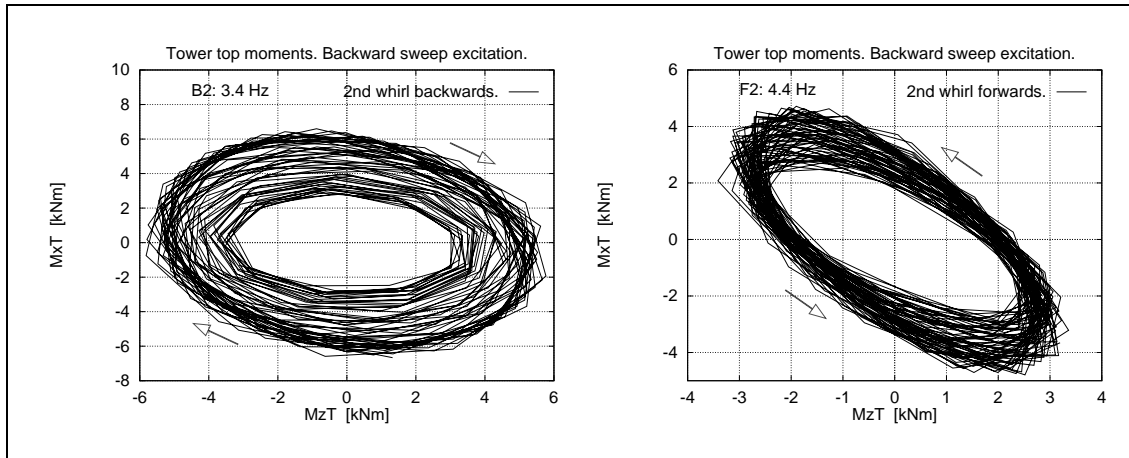 Tower top moments. Backward sweep excitation.
B2: 3.4 Hz 2nd whirl backwards.
10
8
6
4
2
0
-2
-4
-6
-8
-6 -4 -2 0 2 4 6
MxT [kNm]
MzT [kNm]
Tower top moments. Backward sweep excitation.
F2: 4.4 Hz 2nd whirl forwards.
6
4
2
0
-2
-4
-4 -3 -2 -1 0 1 2 3 4
MxT [kNm]
MzT [kNm]